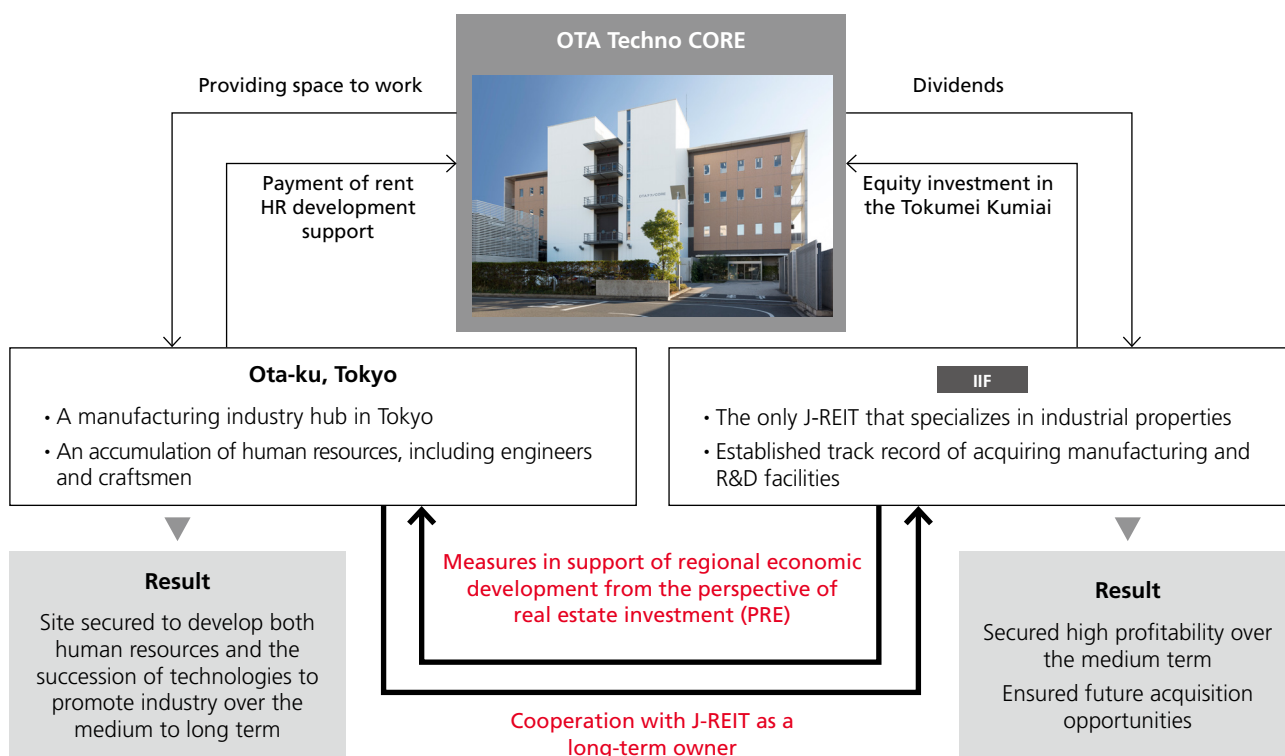 OTA Techno CORE
Providing space to work
Dividends
Payment of rent
HR development
support
Equity investment in
the Tokumei Kumiai
Ota-ku, Tokyo
・A manufacturing industry hub in Tokyo
・An accumulation of human resources, including engineers
and craftsmen
IIF
・The only J-REIT that specializes in industrial properties
・Established track record of acquiring manufacturing and
R&D facilities
Measures in support of regional economic
development from the perspective of
real estate investment (PRE)
Cooperation with J-REIT as a
long-term owner
Result
Site secured to develop both
human resources and the
succession of technologies to
promote industry over the
medium to long term
Result
Secured high profitability over
the medium term
Ensured future acquisition
opportunities